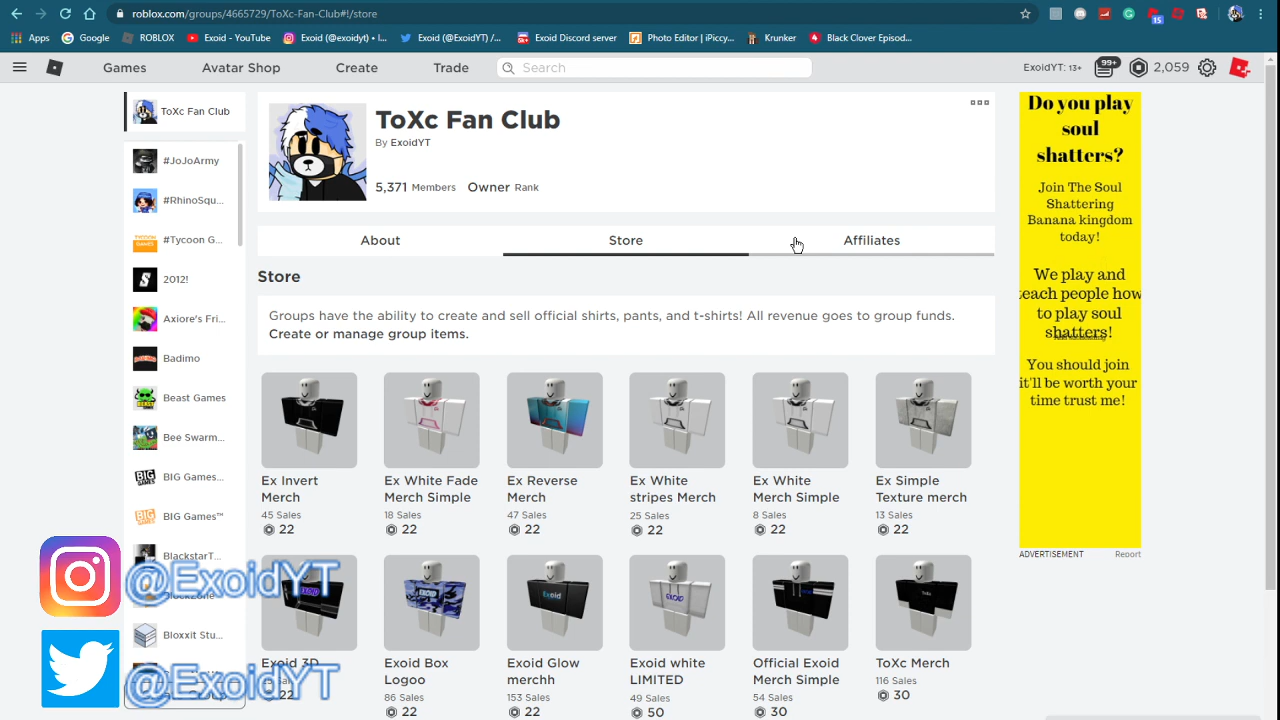 roblox.com/groups/4665729/ToXc-Fan-Club#!/store
15
Apps Google ROBLOX Exoid - YouTube Exoid (@exoidyt) • I... Exoid (@ExoidYT) /... Exoid Discord server Photo Editor | iPiccy... Krunker Black Clover Episod...
Games Avatar Shop Create Trade Search ExoidYT: 13+ 99+ 2,059
ToXc Fan Club
#JoJoArmy
#RhinoSqu...
#Tycoon G...
2012!
Axiore's Fri...
Badimo
Beast Games
Bee Swarm...
BIG Games...
BIG Games™
BlackstarT...
Bloxxit Stu...
ToXc Fan Club
By ExoidYT
5,371 Members Owner Rank
About Store Affiliates
Store
Groups have the ability to create and sell official shirts, pants, and t-shirts! All revenue goes to group funds.
Create or manage group items.
Ex Invert Merch
45 Sales
22
Ex White Fade Merch Simple
18 Sales
22
Ex Reverse Merch
47 Sales
22
Ex White stripes Merch
25 Sales
22
Ex White Merch Simple
8 Sales
22
Ex Simple Texture merch
13 Sales
22
Exoid 3D
22
Exoid Box Logoo
86 Sales
22
Exoid Glow merchh
153 Sales
22
Exoid white LIMITED
49 Sales
50
Official Exoid Merch Simple
54 Sales
30
ToXc Merch
116 Sales
30
Do you play
soul
shatters?
Join The Soul
Shattering
Banana kingdom
today!
We play and
teach people how
to play soul
shatters!
You should join
it'll be worth your
time trust me!
ADVERTISEMENT Report
@ExoidYT
@ExoidYT